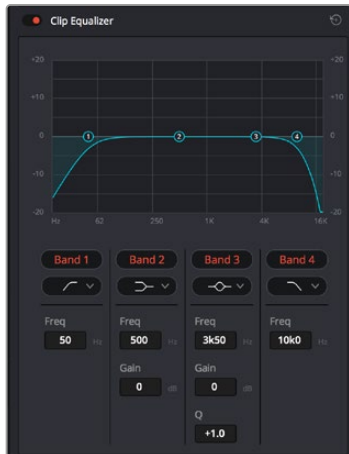 Clip Equalizer
+20 +20
+10 +10
0 1 2 3 4 0
-10 -10
-20 -20
Hz 62 250 1K 4K 16K
Band 1 Band 2 Band 3 Band 4
Freq Freq Freq Freq
50 Hz 500 Hz 3k50 Hz 10k0 Hz
Gain Gain
0 dB 0 dB
Q
+1.0